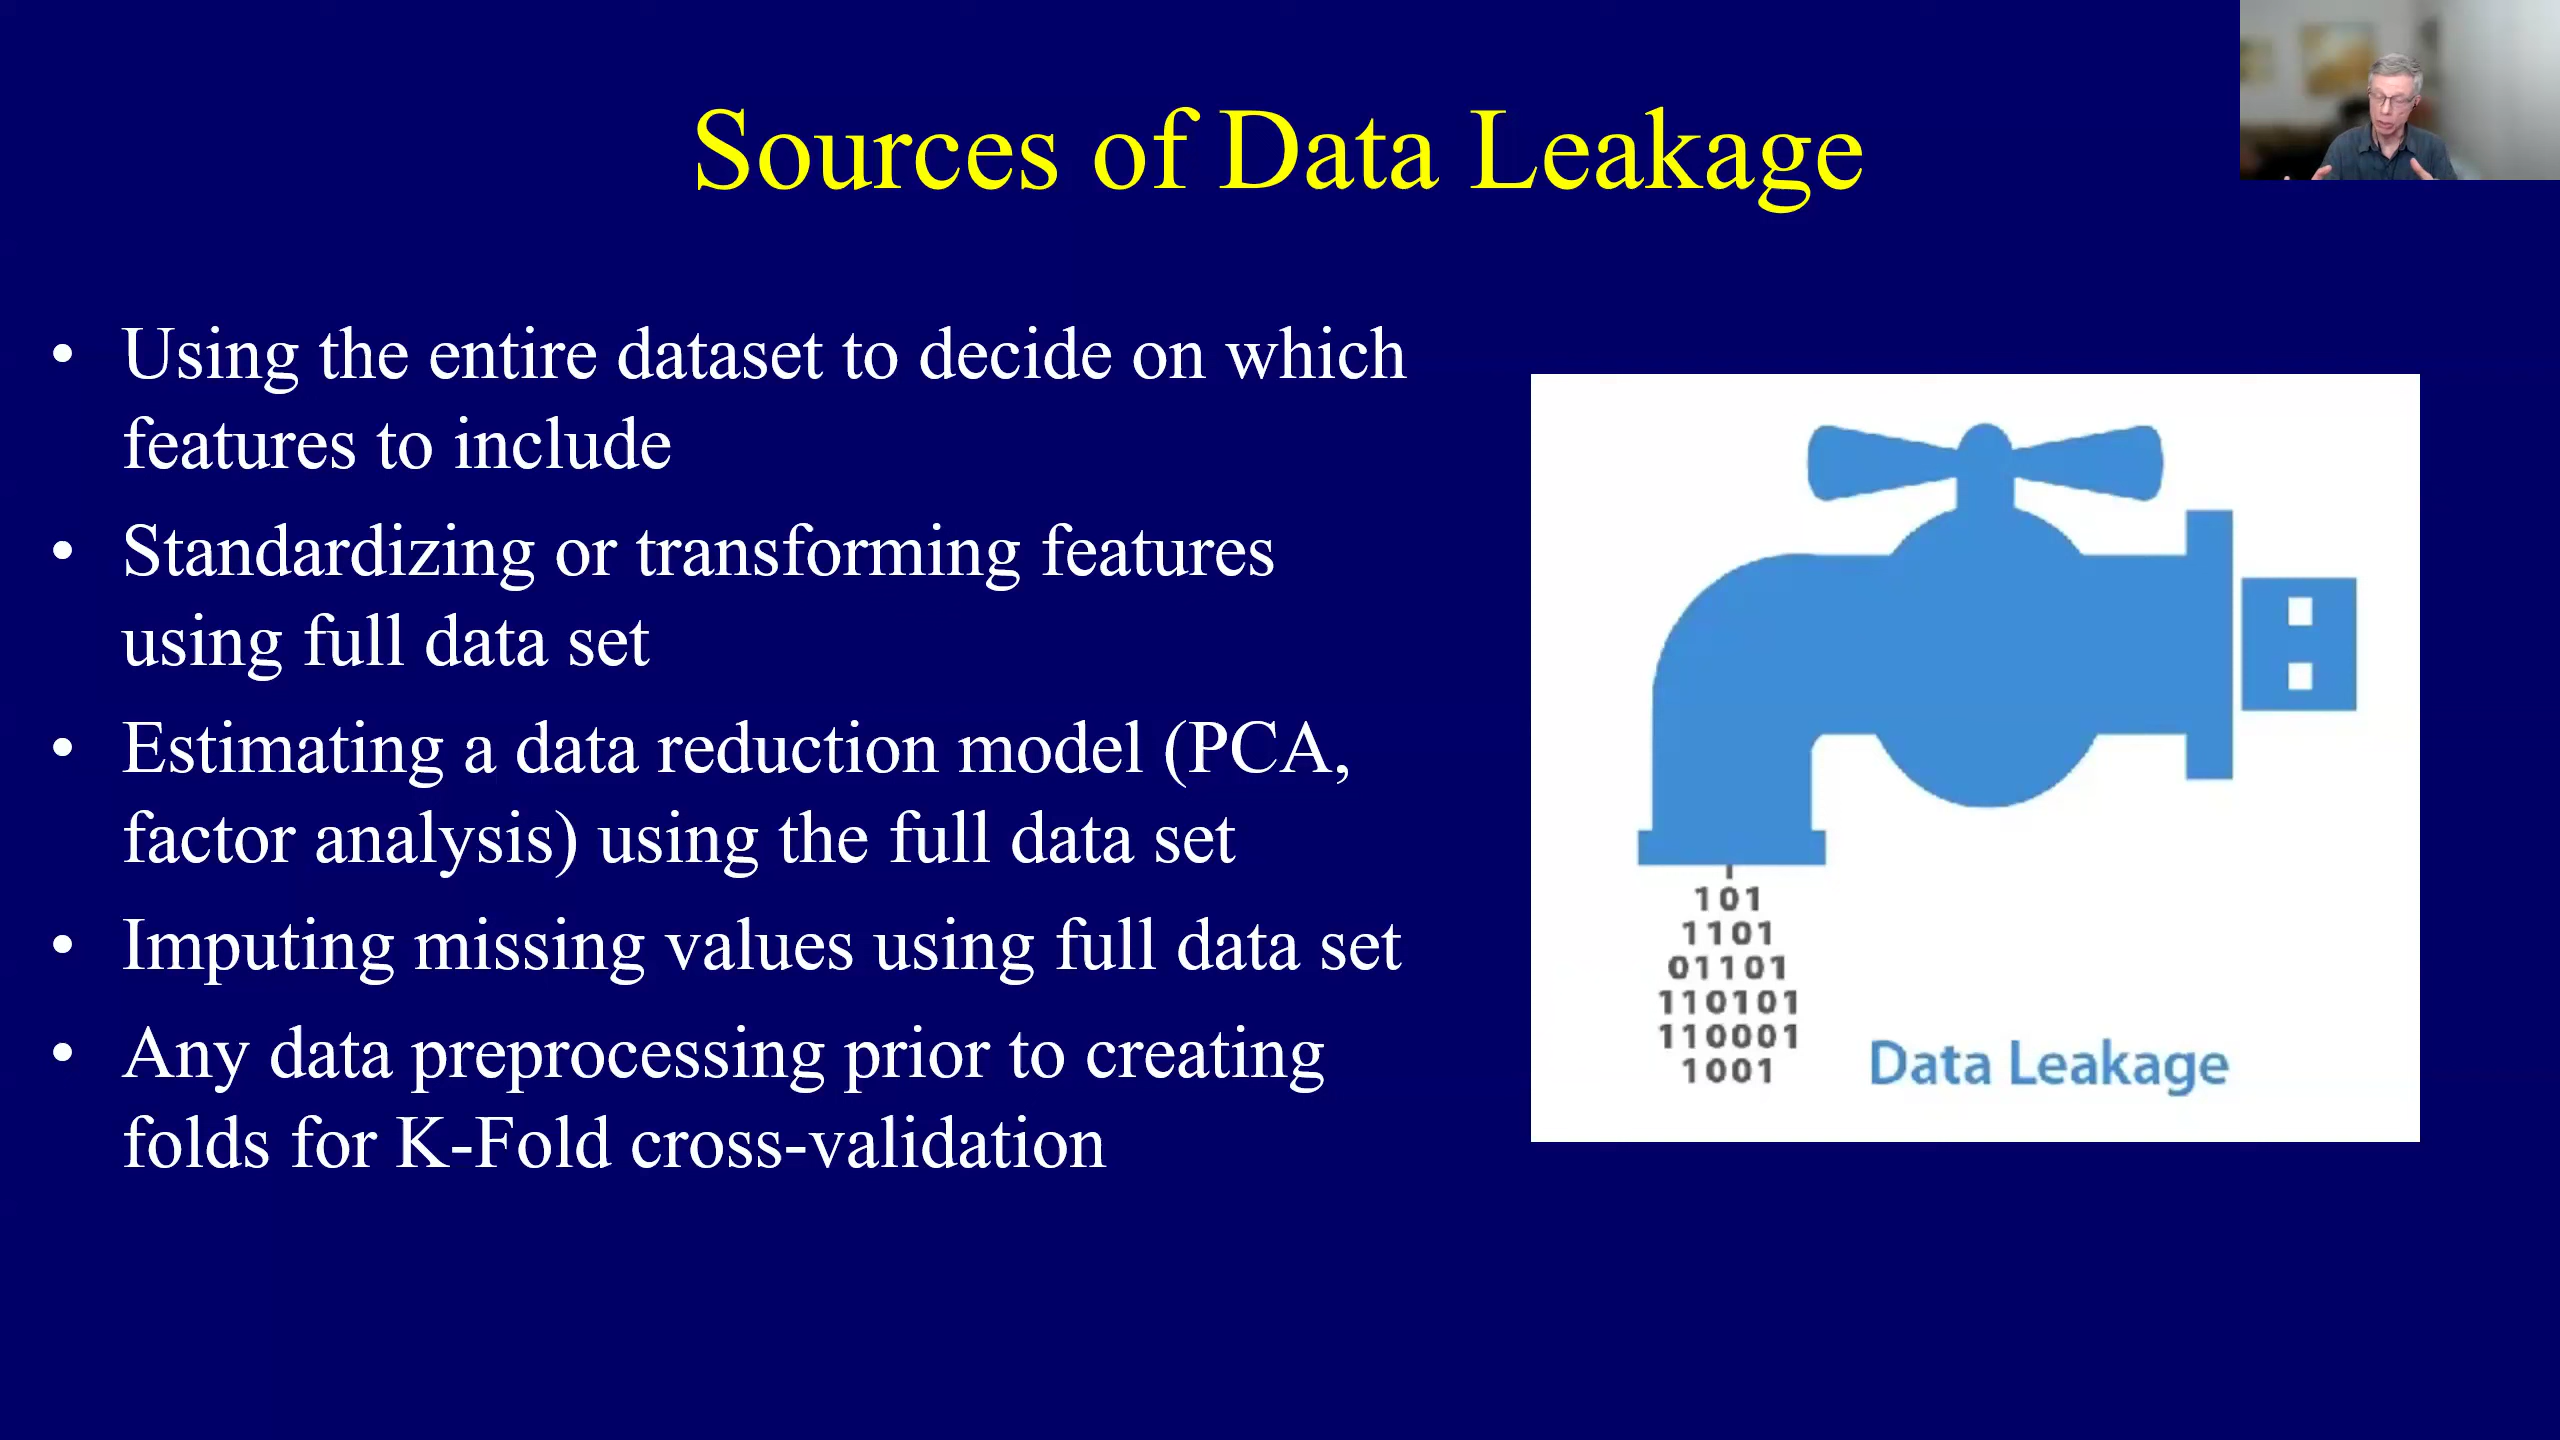 Sources of Data Leakage
• Using the entire dataset to decide on which
features to include
• Standardizing or transforming features
using full data set
• Estimating a data reduction model (PCA,
factor analysis) using the full data set
• Imputing missing values using full data set
• Any data preprocessing prior to creating
folds for K-Fold cross-validation
101
1101
01101
110101
110001
1001
Data Leakage